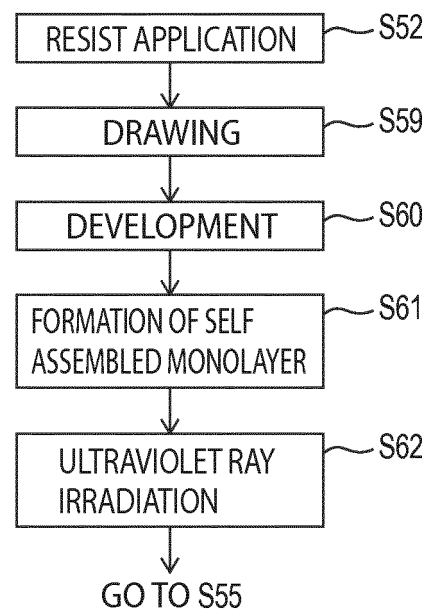 RESIST APPLICATION
S52
DRAWING
S59
DEVELOPMENT
S60
FORMATION OF SELF
ASSEMBLED MONOLAYER
S61
ULTRAVIOLET RAY
IRRADIATION
S62
GO TO S55